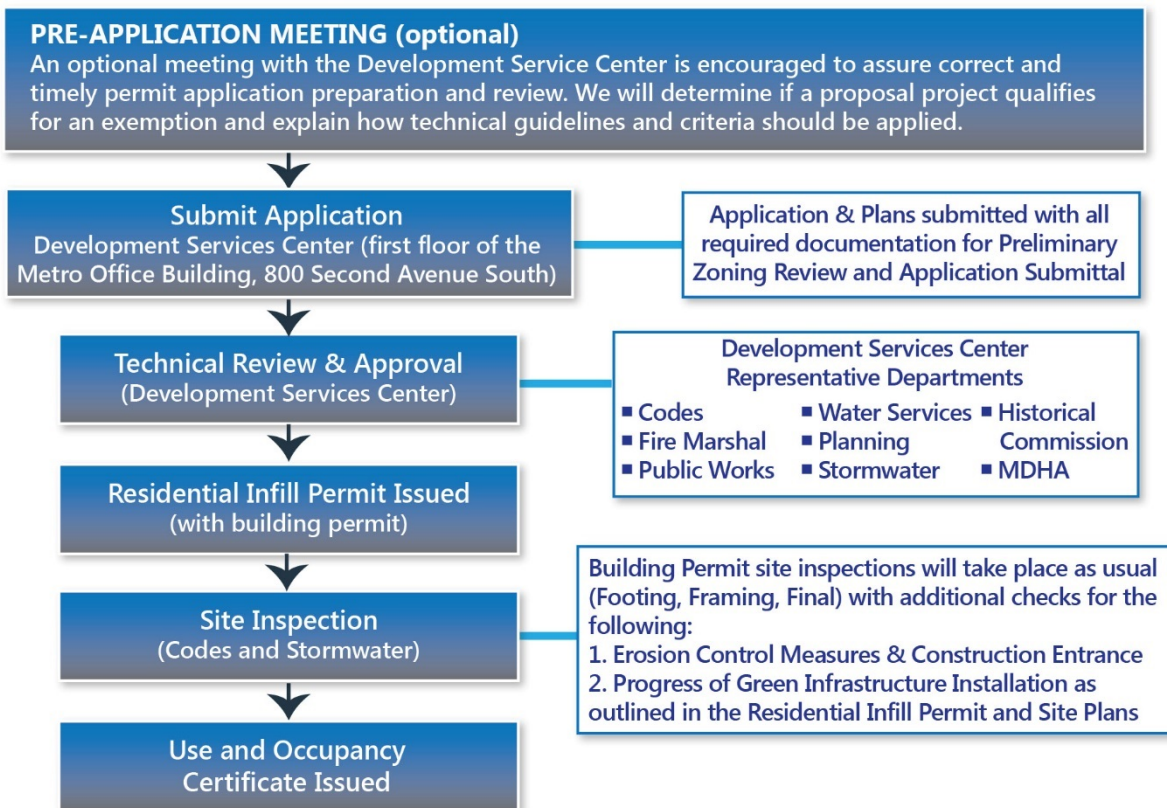 PRE-APPLICATION MEETING (optional)
An optional meeting with the Development Service Center is encouraged to assure correct and
timely permit application preparation and review. We will determine if a proposal project qualifies
for an exemption and explain how technical guidelines and criteria should be applied.
Submit Application
Development Services Center (first floor of the
Metro Office Building, 800 Second Avenue South)
Application & Plans submitted with all
required documentation for Preliminary
Zoning Review and Application Submittal
Technical Review & Approval
(Development Services Center)
Development Services Center
Representative Departments
▪ Codes ▪ Water Services ▪ Historical
▪ Fire Marshal ▪ Planning Commission
▪ Public Works ▪ Stormwater ▪ MDHA
Residential Infill Permit Issued
(with building permit)
Site Inspection
(Codes and Stormwater)
Building Permit site inspections will take place as usual
(Footing, Framing, Final) with additional checks for the
following:
1. Erosion Control Measures & Construction Entrance
2. Progress of Green Infrastructure Installation as
outlined in the Residential Infill Permit and Site Plans
Use and Occupancy
Certificate Issued